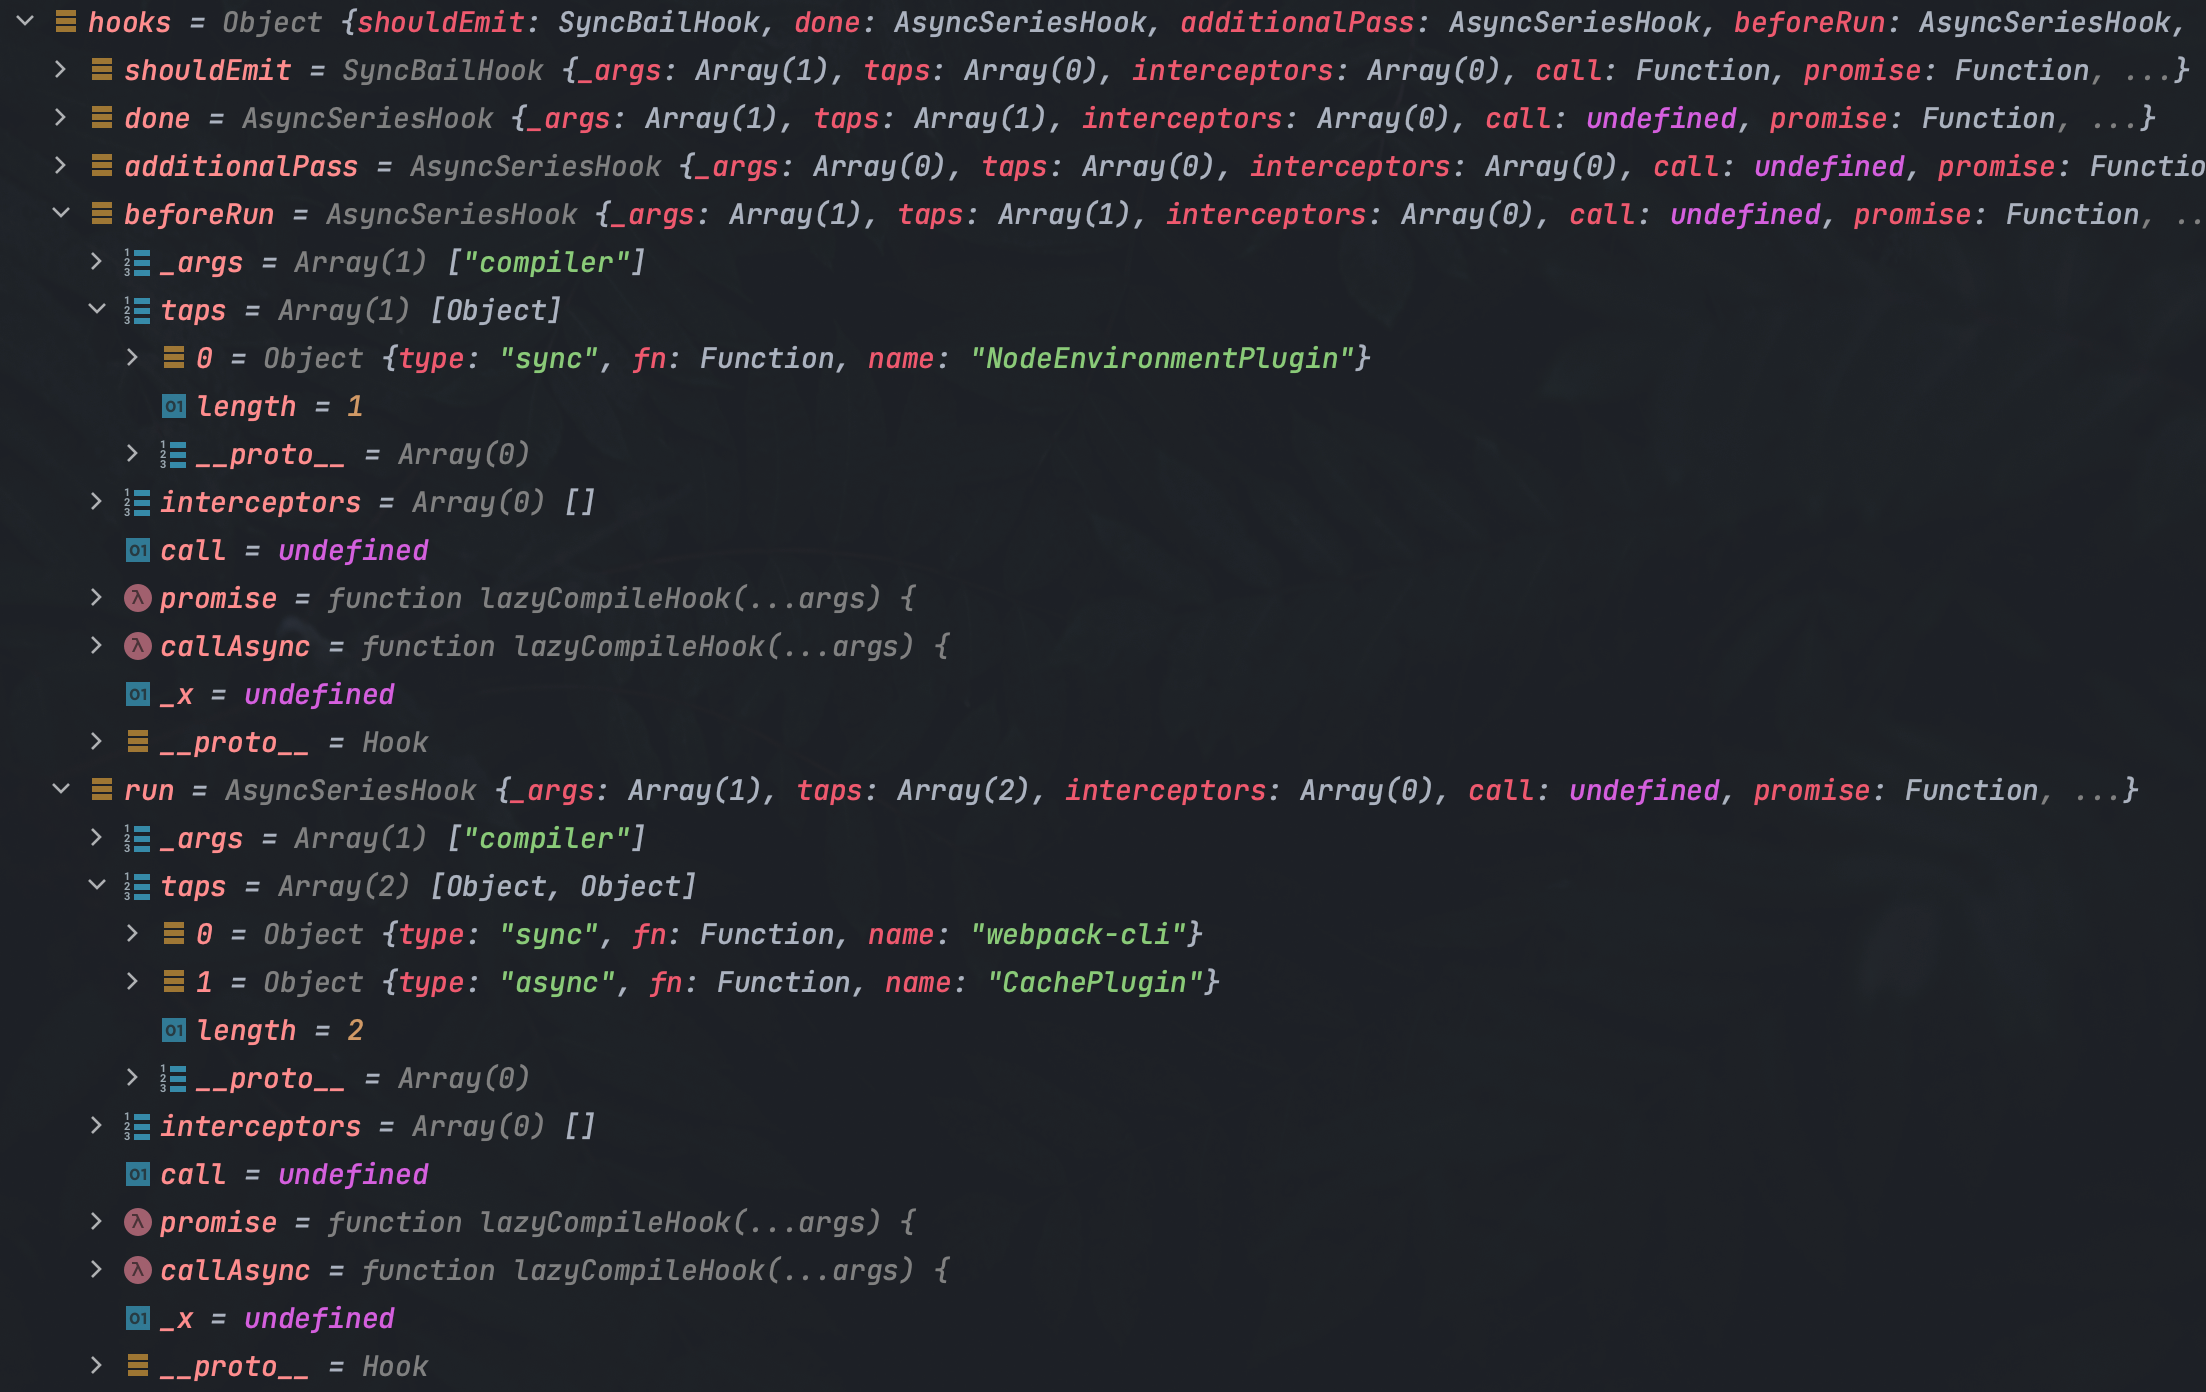 hooks = Object {shouldEmit: SyncBailHook, done: AsyncSeriesHook, additionalPass: AsyncSeriesHook, beforeRun: AsyncSeriesHook,
shouldEmit = SyncBailHook {_args: Array(1), taps: Array(0), interceptors: Array(0), call: Function, promise: Function, ...}
done = AsyncSeriesHook {_args: Array(1), taps: Array(1), interceptors: Array(0), call: undefined, promise: Function, ...}
additionalPass = AsyncSeriesHook {_args: Array(0), taps: Array(0), interceptors: Array(0), call: undefined, promise: Functio
beforeRun = AsyncSeriesHook {_args: Array(1), taps: Array(1), interceptors: Array(0), call: undefined, promise: Function, ..
_args = Array(1) ["compiler"]
taps = Array(1) [Object]
0 = Object {type: "sync", fn: Function, name: "NodeEnvironmentPlugin"}
01 length = 1
__proto__ = Array(0)
interceptors = Array(0) []
01 call = undefined
λ promise = function lazyCompileHook(...args) {
λ callAsync = function lazyCompileHook(...args) {
01 _x = undefined
__proto__ = Hook
run = AsyncSeriesHook {_args: Array(1), taps: Array(2), interceptors: Array(0), call: undefined, promise: Function, ...}
_args = Array(1) ["compiler"]
taps = Array(2) [Object, Object]
0 = Object {type: "sync", fn: Function, name: "webpack-cli"}
1 = Object {type: "async", fn: Function, name: "CachePlugin"}
01 length = 2
__proto__ = Array(0)
interceptors = Array(0) []
01 call = undefined
λ promise = function lazyCompileHook(...args) {
λ callAsync = function lazyCompileHook(...args) {
01 _x = undefined
__proto__ = Hook